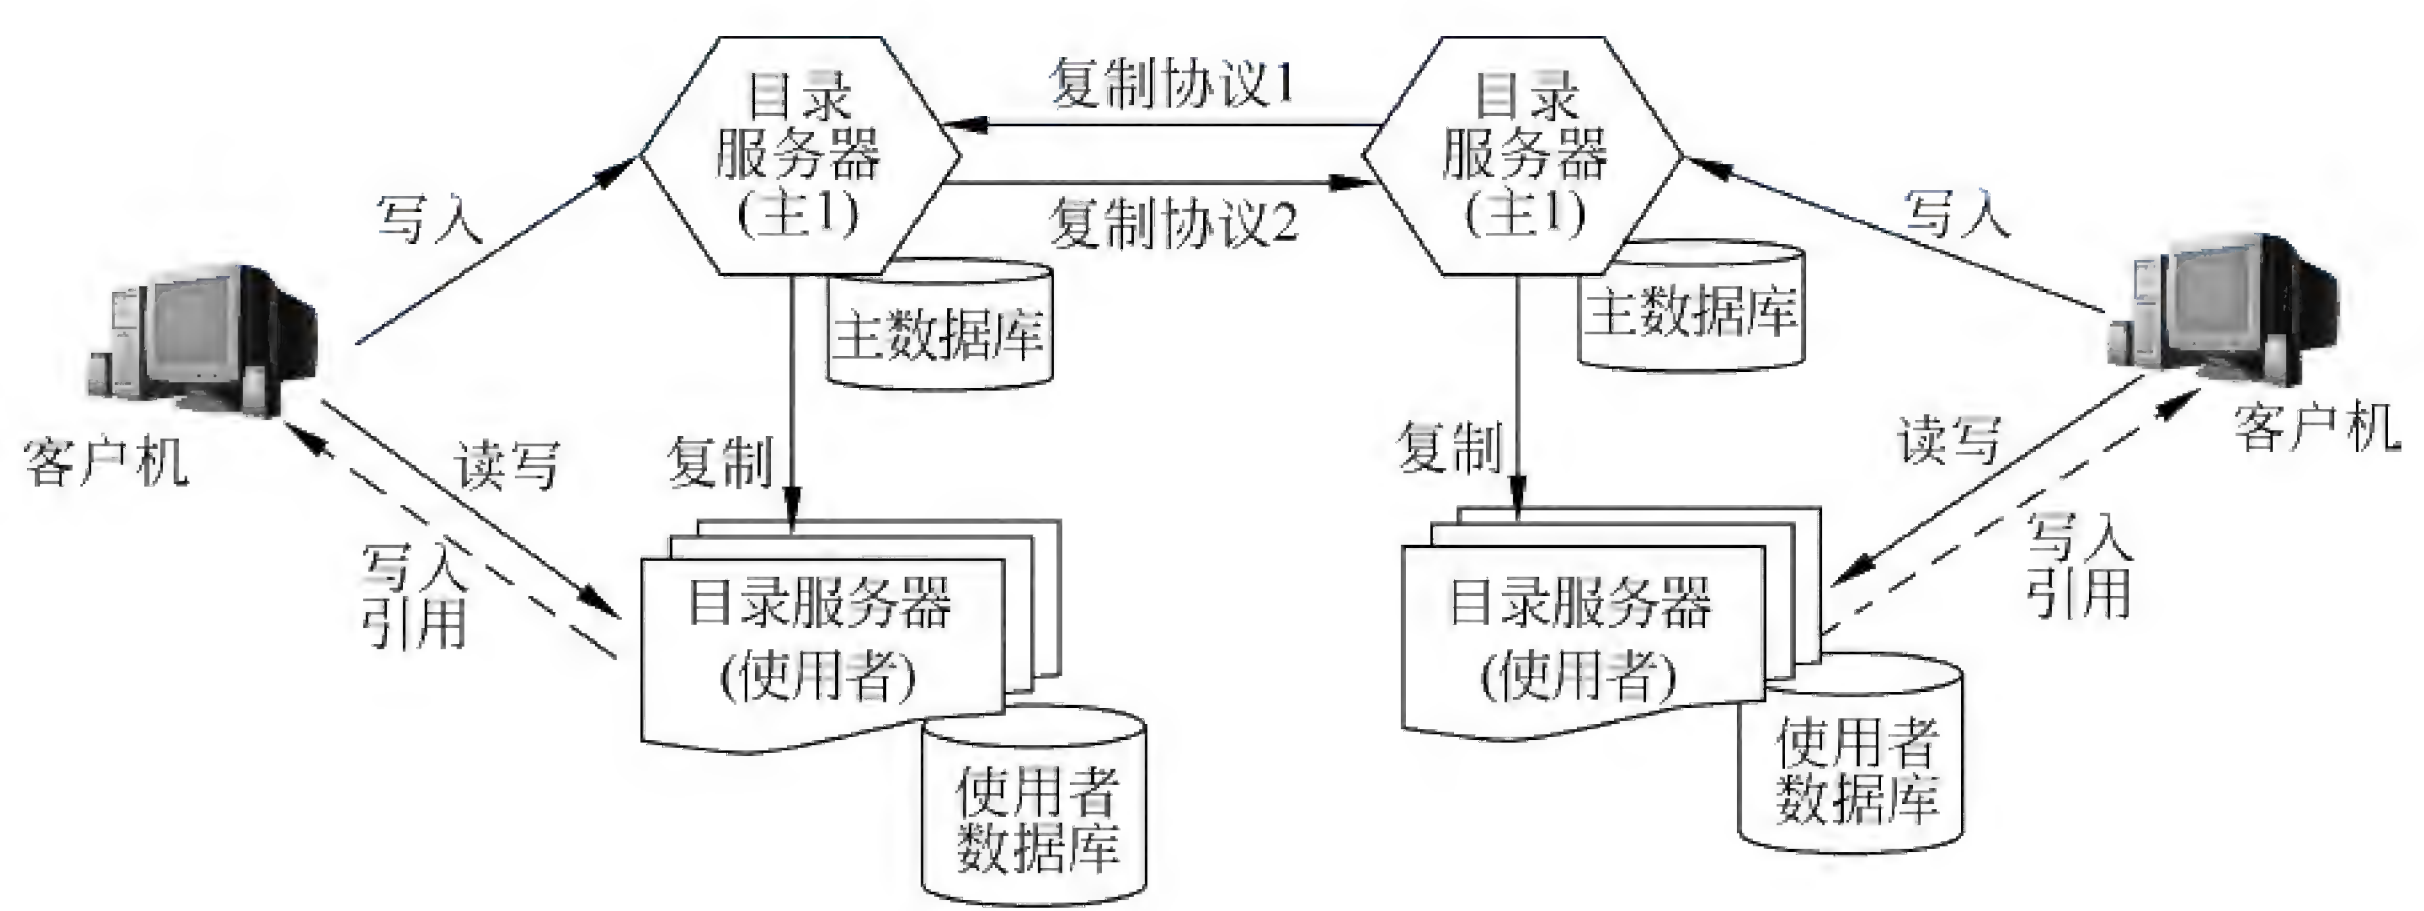 目录
服务器
(主1)
复制协议1
复制协议2
目录
服务器
(主1)
写入
写入
主数据库
主数据库
客户机
客户机
读写
复制
复制
读写
写入
引用
写入
引用
目录服务器
(使用者)
目录服务器
(使用者)
使用者
数据库
使用者
数据库